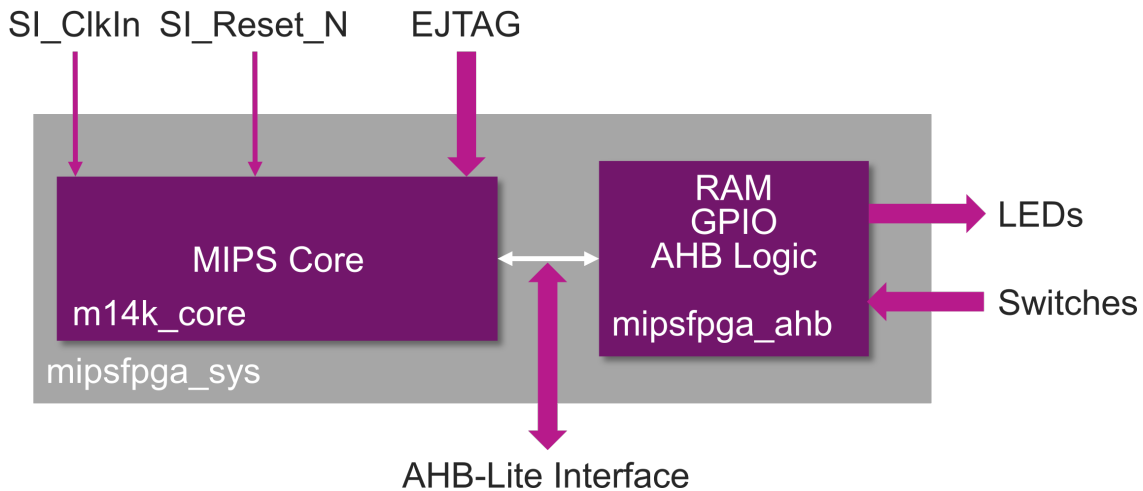 SI_ClkIn SI_Reset_N EJTAG
RAM
GPIO
AHB Logic
MIPS Core
m14k_core
mipsfpga_ahb
mipsfpga_sys
LEDs
Switches
AHB-Lite Interface